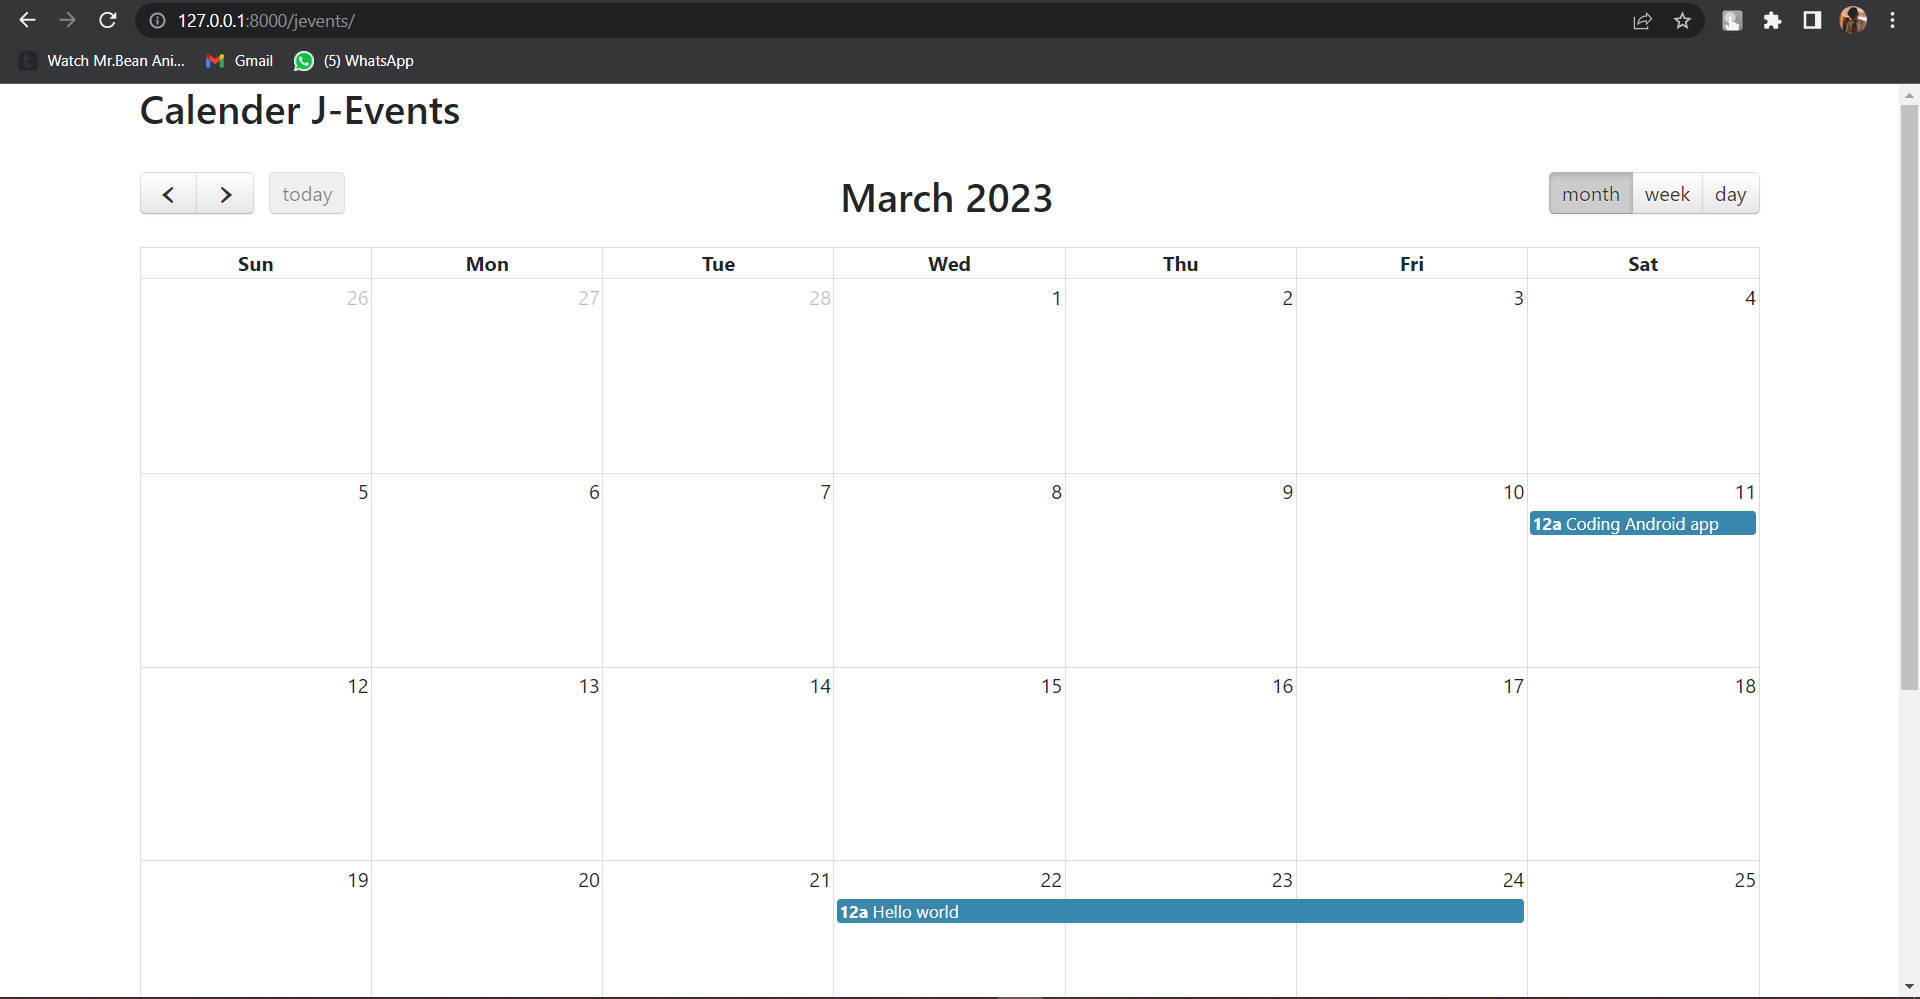 127.0.0.1:8000/jevents/
Watch Mr.Bean Ani... Gmail (5) WhatsApp
Calender J-Events
today March 2023 month week day
Sun Mon Tue Wed Thu Fri Sat
26 27 28 1 2 3 4
5 6 7 8 9 10 11
12a Coding Android app
12 13 14 15 16 17 18
19 20 21 22 23 24 25
12a Hello world